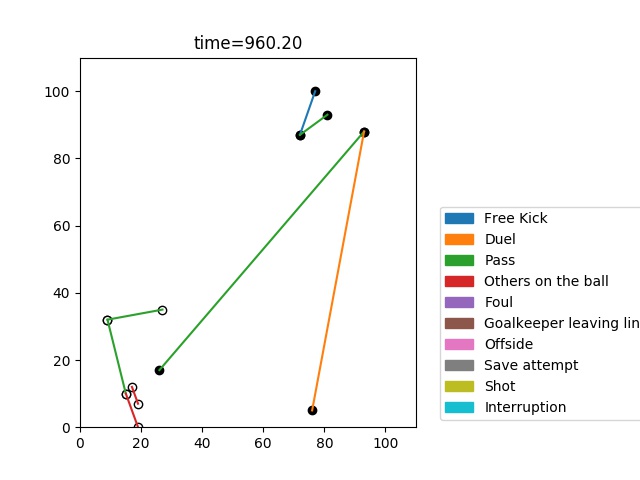 time=960.20
100
80
60
40
20
0
0 20 40 60 80 100
Free Kick
Duel
Pass
Others on the ball
Foul
Goalkeeper leaving lin
Offside
Save attempt
Shot
Interruption